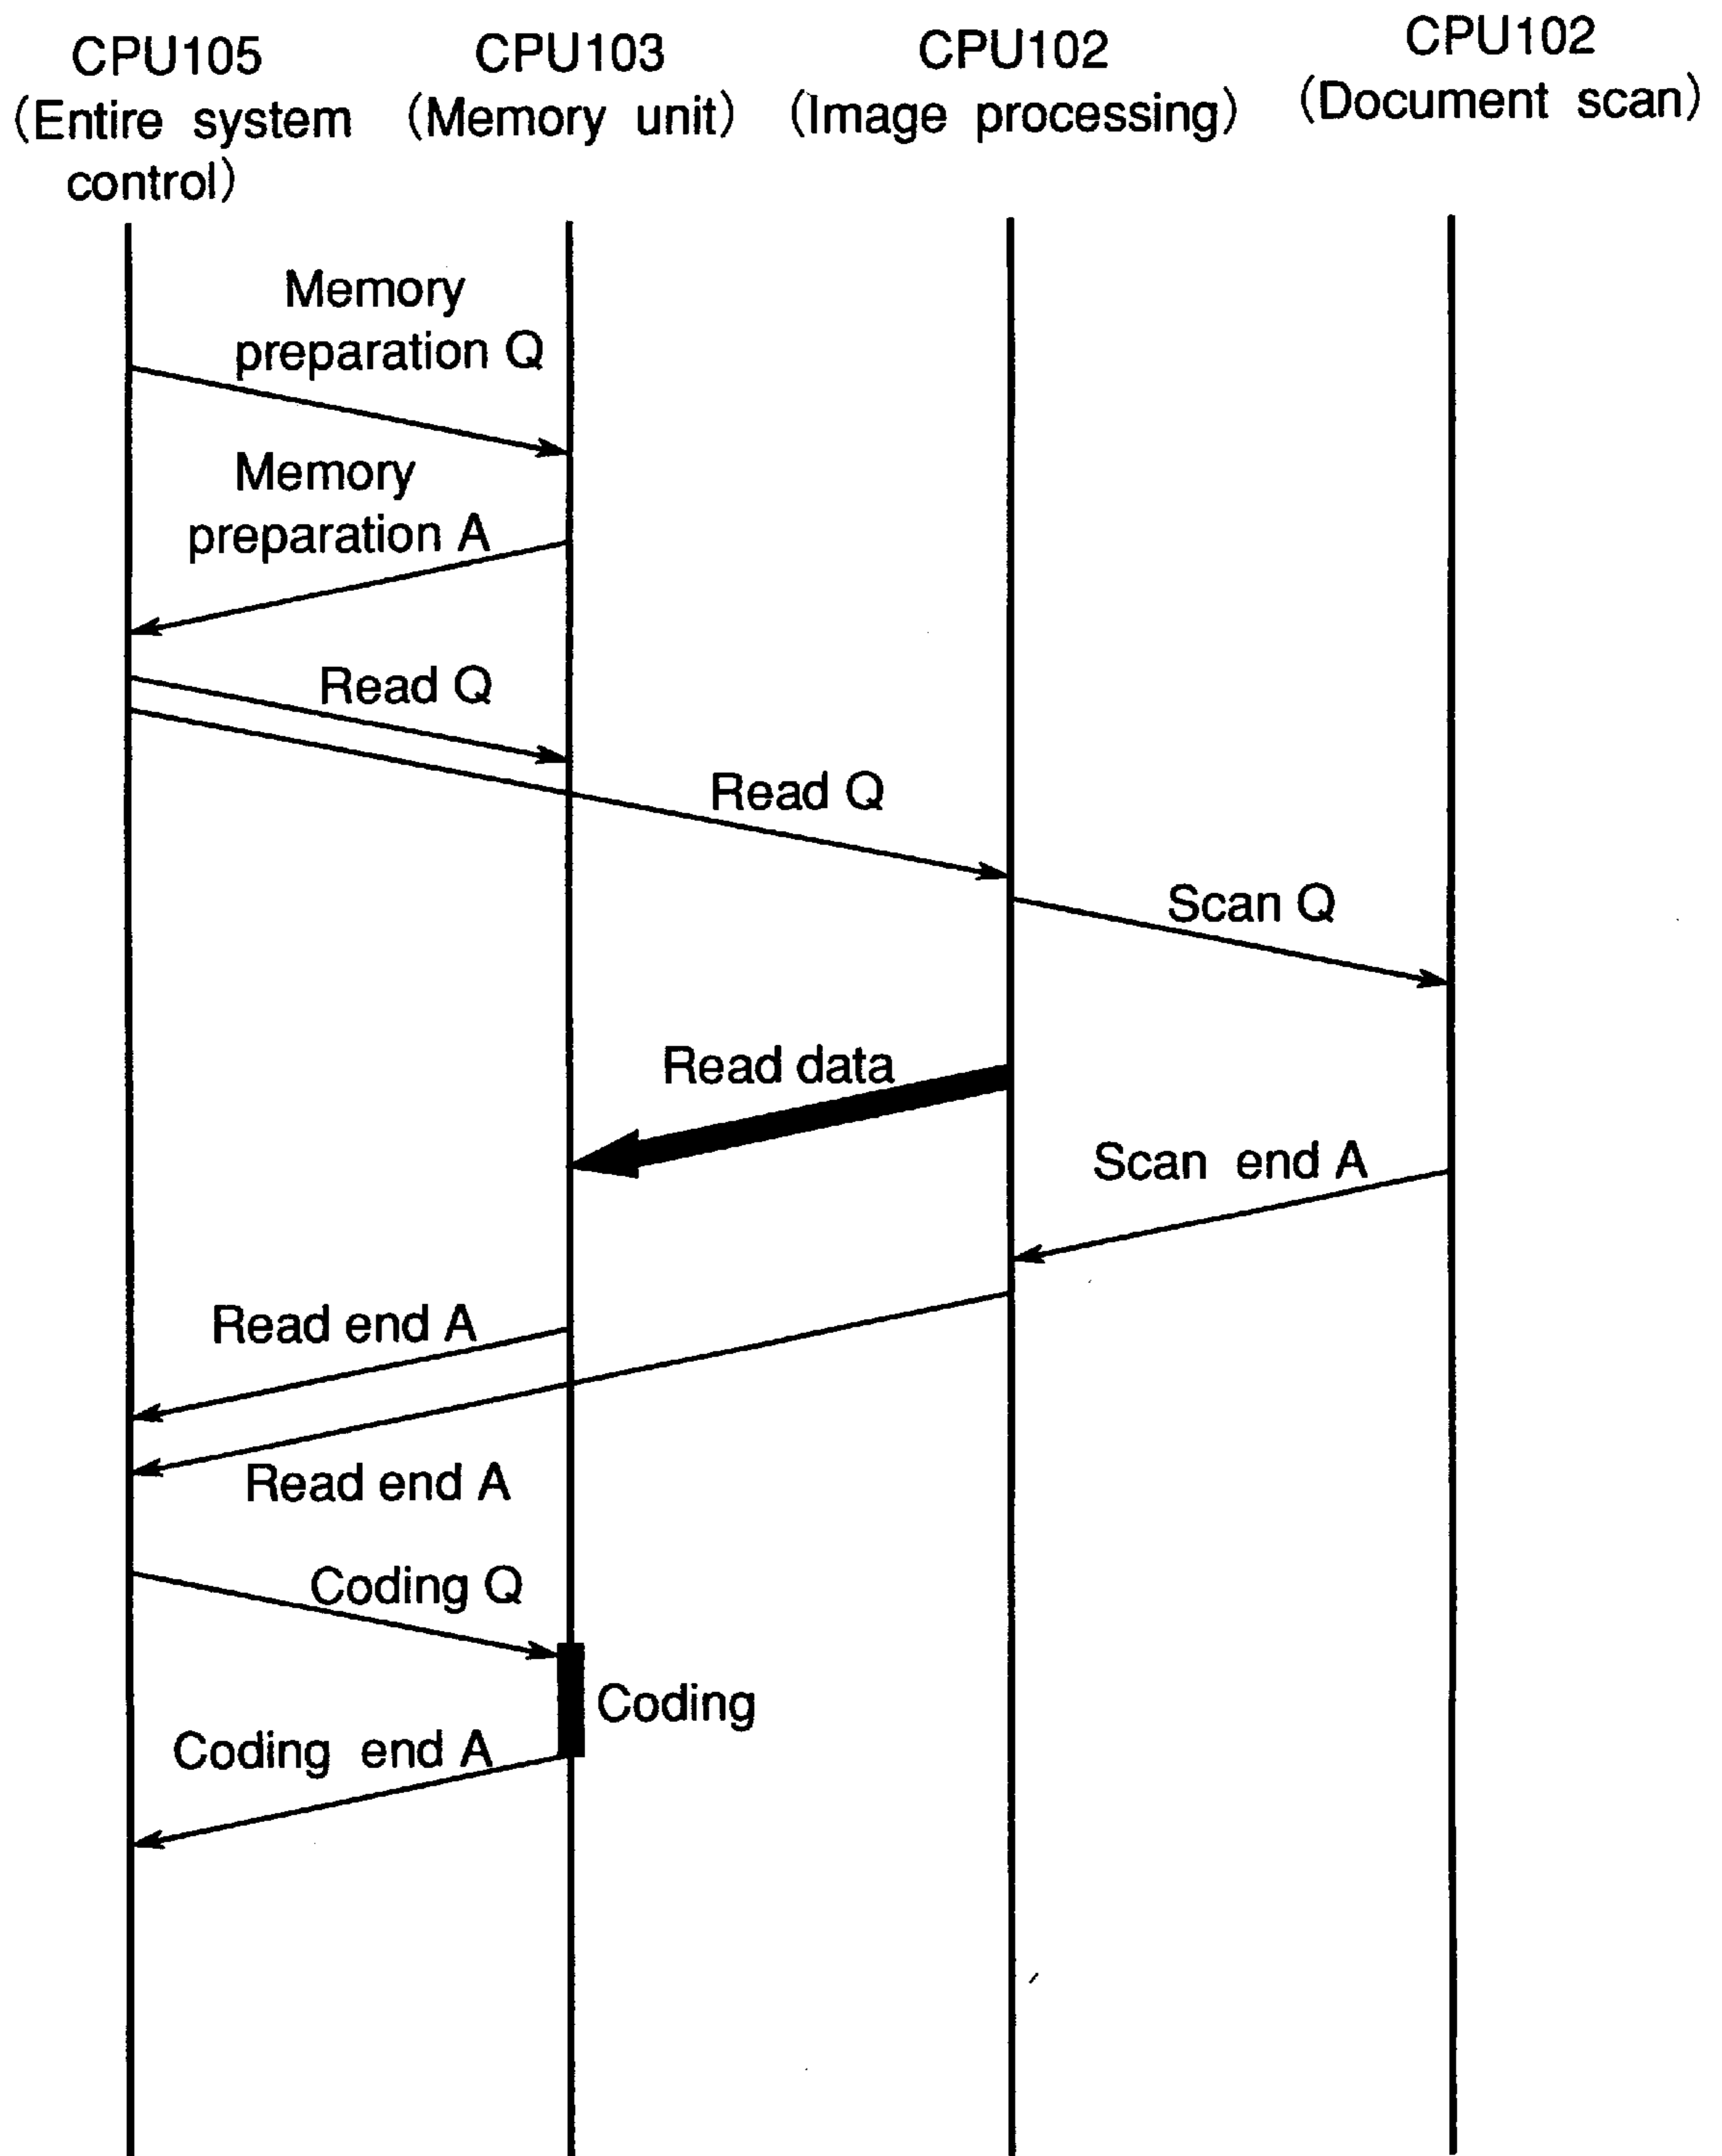 CPU105
(Entire system
control)
CPU103
(Memory unit)
CPU102
(Image processing)
CPU102
(Document scan)
Memory
preparation Q
Memory
preparation A
Read Q
Read Q
Scan Q
Read data
Scan end A
Read end A
Read end A
Coding Q
Coding
Coding end A